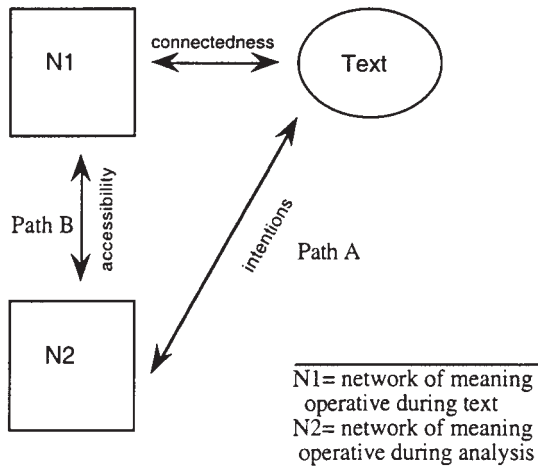 connectedness
N1
Text
Path B
accessibility
intentions
Path A
N2
N1= network of meaning
operative during text
N2= network of meaning
operative during analysis